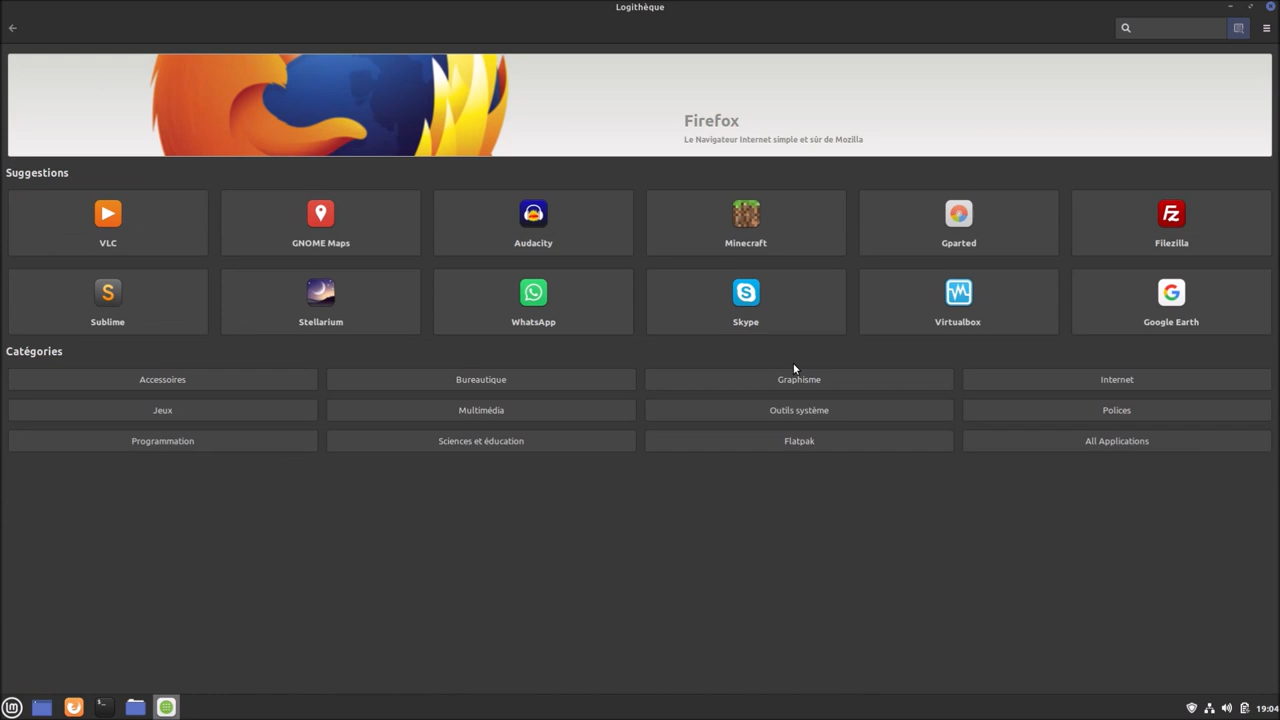 Logithèque
Firefox
Le Navigateur Internet simple et sûr de Mozilla
Suggestions
VLC
GNOME Maps
Audacity
Minecraft
Gparted
Filezilla
Sublime
Stellarium
WhatsApp
Skype
Virtualbox
Google Earth
Catégories
Accessoires
Bureautique
Graphisme
Internet
Jeux
Multimédia
Outils système
Polices
Programmation
Sciences et éducation
Flatpak
All Applications
19:04